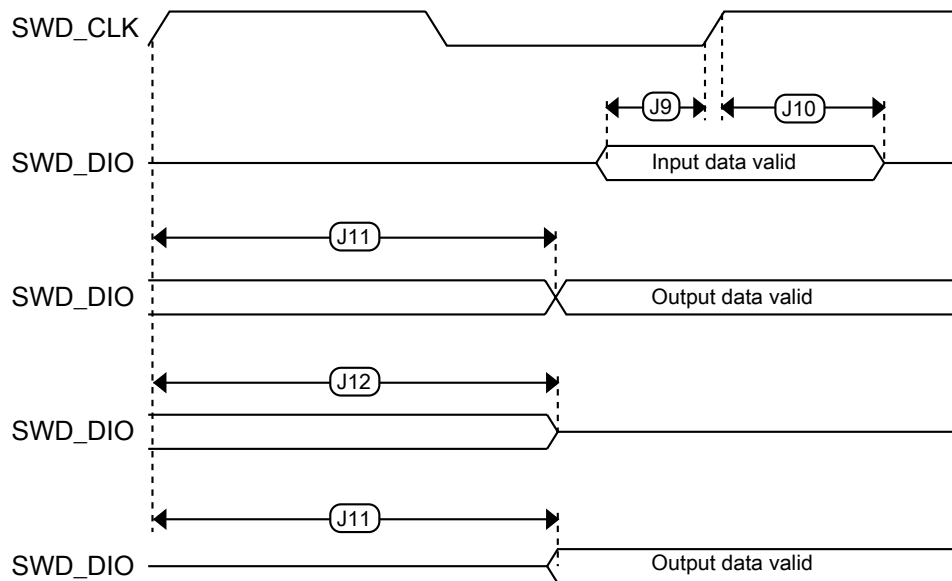 SWD_CLK
J9
J10
SWD_DIO
Input data valid
J11
SWD_DIO
Output data valid
J12
SWD_DIO
J11
SWD_DIO
Output data valid